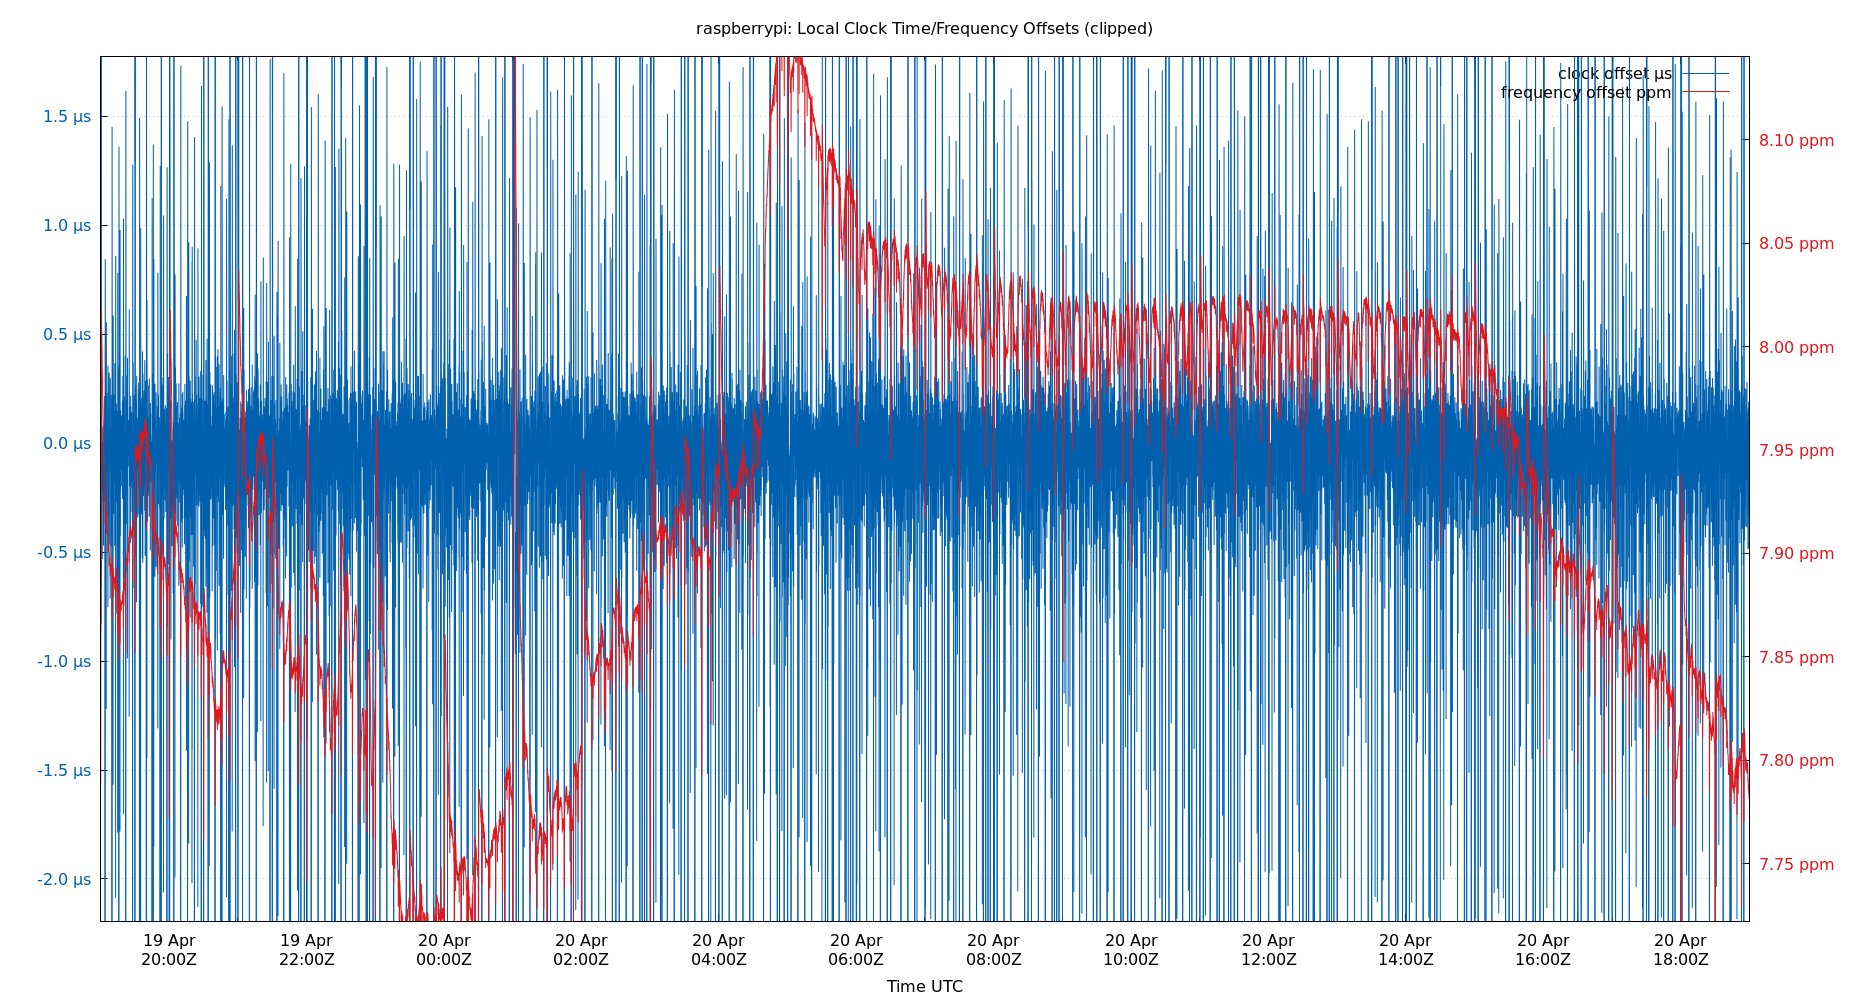 raspberrypi: Local Clock Time/Frequency Offsets (clipped)
clock offset µs
frequency offset ppm
1.5 µs
1.0 µs
0.5 µs
0.0 µs
-0.5 µs
-1.0 µs
-1.5 µs
-2.0 µs
8.10 ppm
8.05 ppm
8.00 ppm
7.95 ppm
7.90 ppm
7.85 ppm
7.80 ppm
7.75 ppm
19 Apr 19 Apr 20 Apr 20 Apr 20 Apr 20 Apr 20 Apr 20 Apr 20 Apr 20 Apr 20 Apr 20 Apr
20:00Z 22:00Z 00:00Z 02:00Z 04:00Z 06:00Z 08:00Z 10:00Z 12:00Z 14:00Z 16:00Z 18:00Z
Time UTC